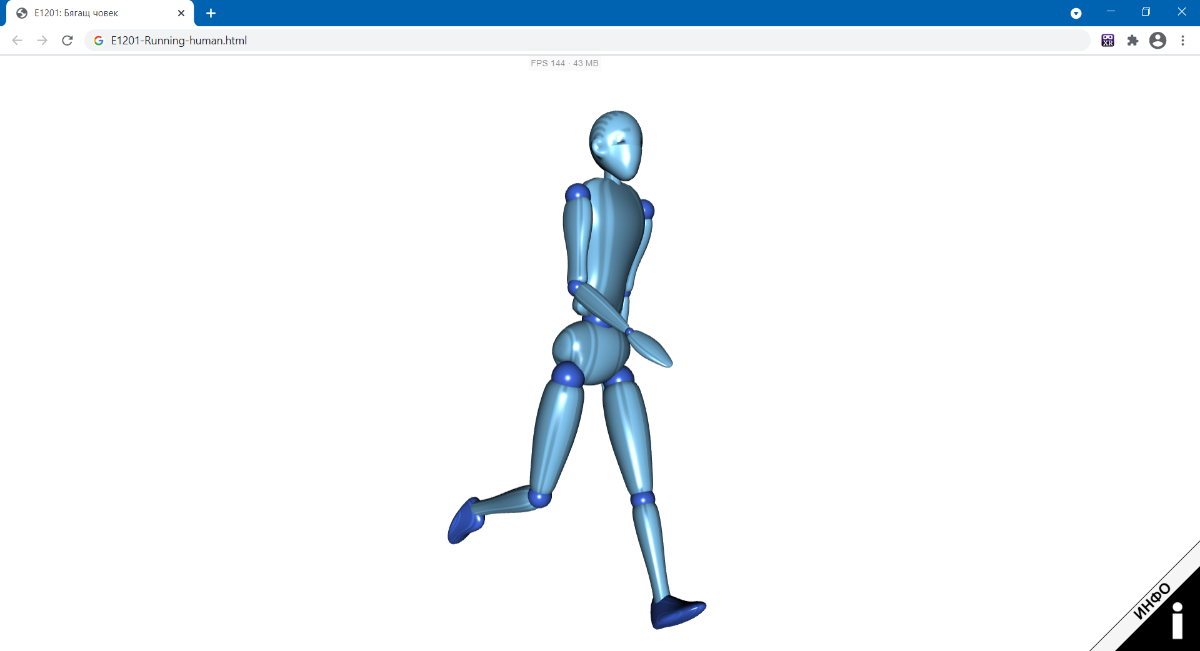 E1201: Бягащ човек
E1201-Running-human.html
FPS 144 - 43 MB
ИНФО
i